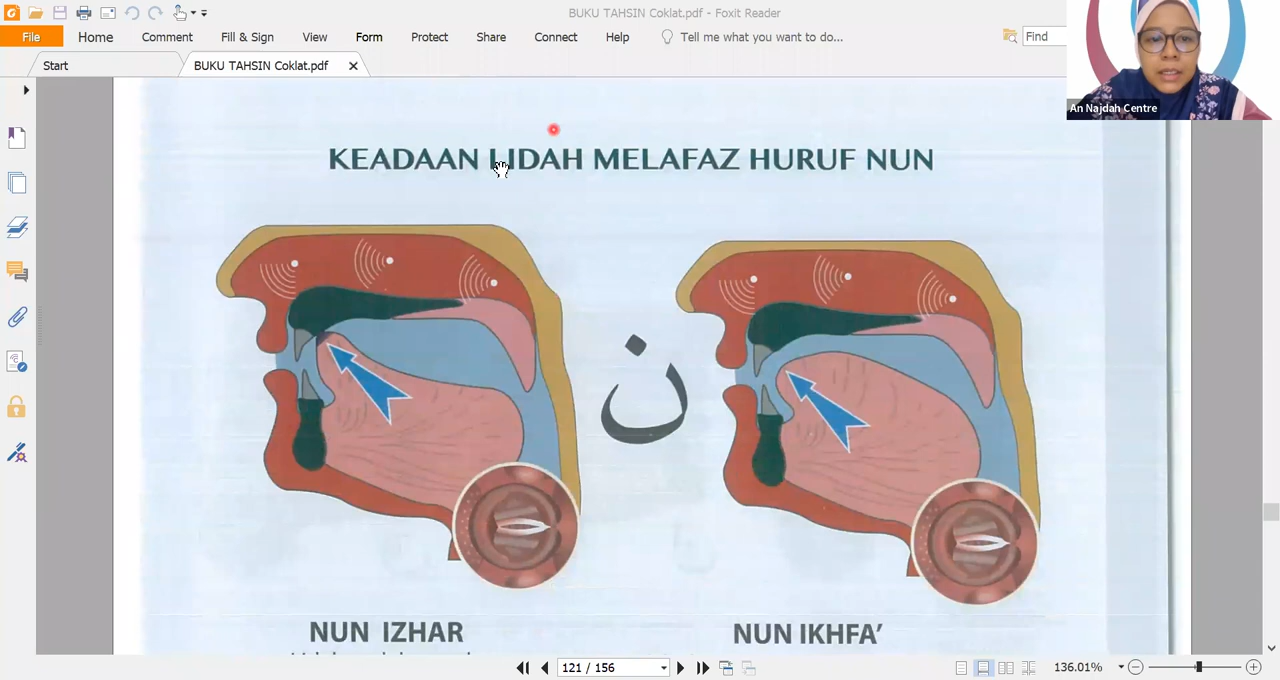 BUKU TAHSIN Coklat.pdf - Foxit Reader
File Home Comment Fill & Sign View Form Protect Share Connect Help Tell me what you want to do... Find
Start BUKU TAHSIN Coklat.pdf
An Najdah Centre
KEADAAN LIDAH MELAFAZ HURUF NUN
ن
NUN IZHAR
NUN IKHFA’
121 / 156
136.01%